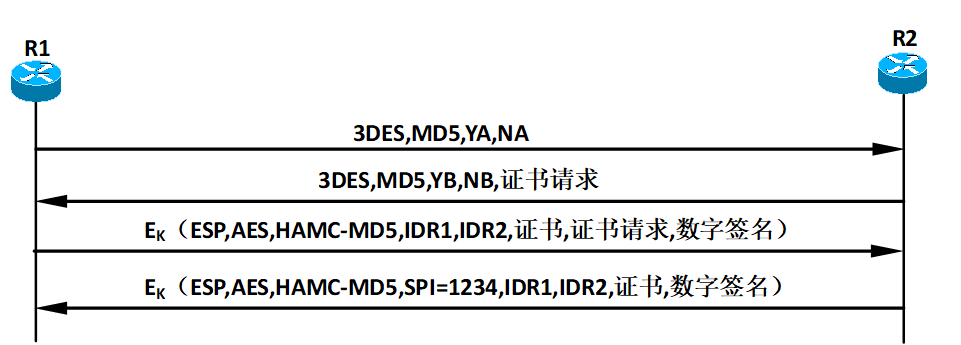 R1
R2
3DES,MD5,YA,NA
3DES,MD5,YB,NB,证书请求
EK（ESP,AES,HAMC-MD5,IDR1,IDR2,证书,证书请求,数字签名）
EK（ESP,AES,HAMC-MD5,SPI=1234,IDR1,IDR2,证书,数字签名）